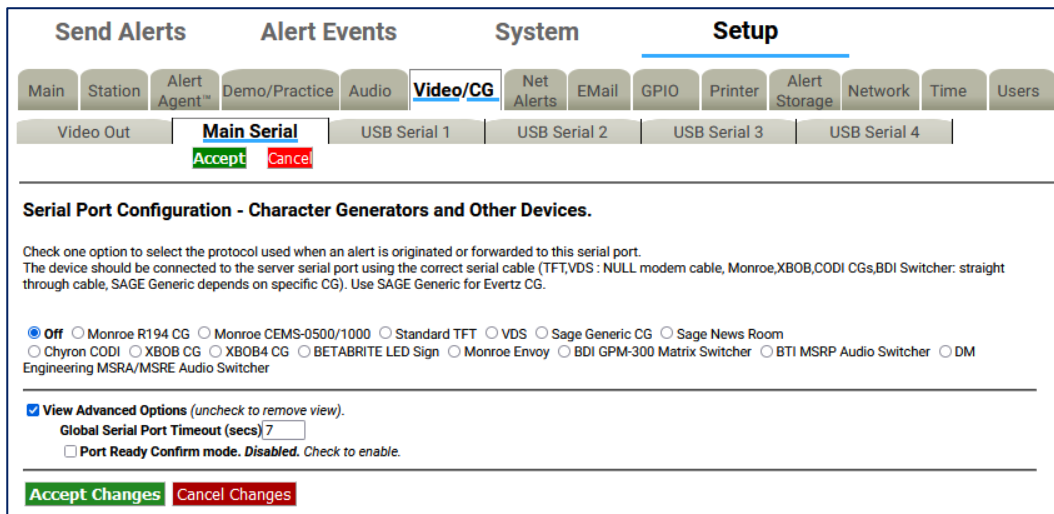 Send Alerts Alert Events System Setup
Main Station Alert Agent™ Demo/Practice Audio Video/CG Net Alerts EMail GPIO Printer Alert Storage Network Time Users
Video Out Main Serial USB Serial 1 USB Serial 2 USB Serial 3 USB Serial 4
Accept Cancel
Serial Port Configuration - Character Generators and Other Devices.
Check one option to select the protocol used when an alert is originated or forwarded to this serial port.
The device should be connected to the server serial port using the correct serial cable (TFT,VDS : NULL modem cable, Monroe,XBOB,CODI CGs,BDI Switcher: straight
through cable, SAGE Generic depends on specific CG). Use SAGE Generic for Evertz CG.
Off Monroe R194 CG Monroe CEMS-0500/1000 Standard TFT VDS Sage Generic CG Sage News Room
Chyron CODI XBOB CG XBOB4 CG BETABRITE LED Sign Monroe Envoy BDI GPM-300 Matrix Switcher BTI MSRP Audio Switcher DM
Engineering MSRA/MSRE Audio Switcher
View Advanced Options (uncheck to remove view).
Global Serial Port Timeout (secs) 7
Port Ready Confirm mode. Disabled. Check to enable.
Accept Changes Cancel Changes